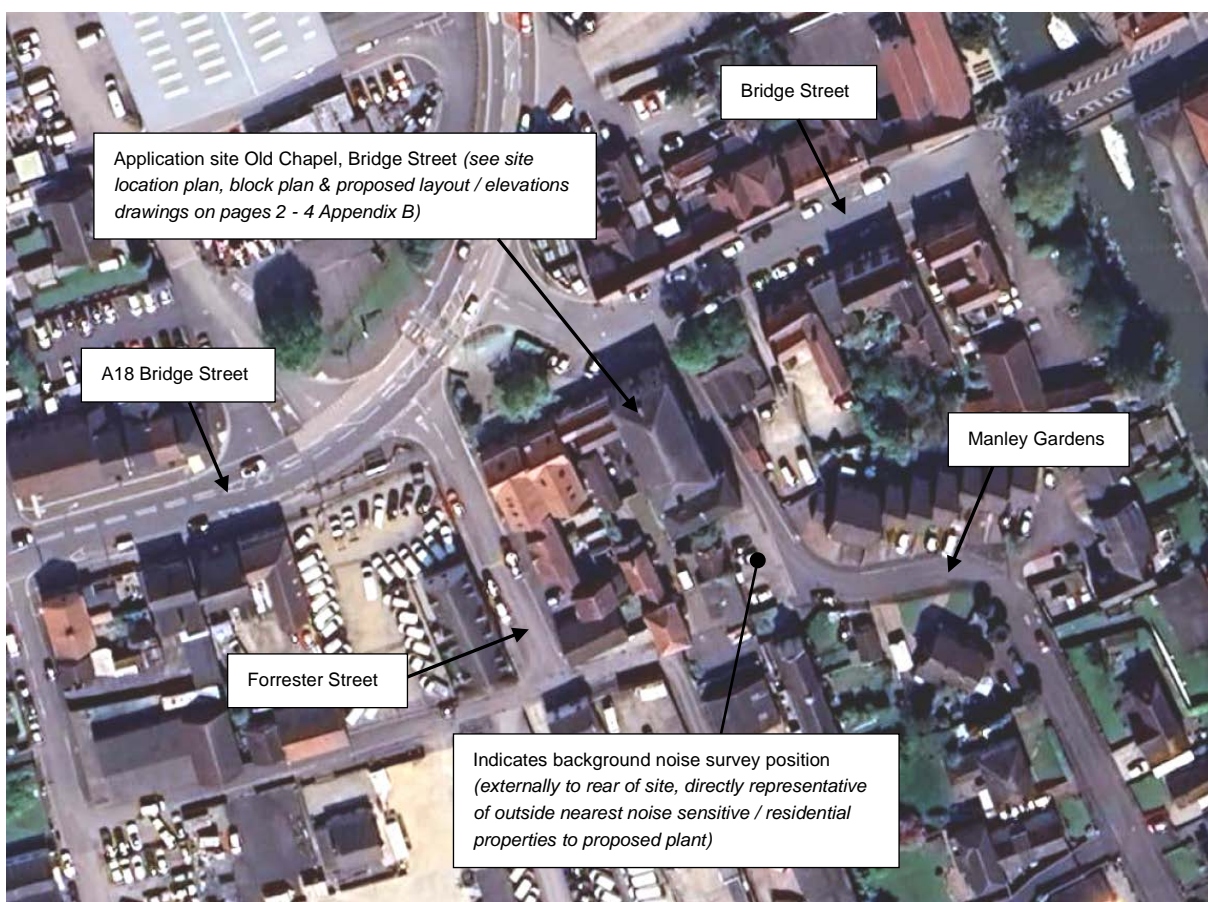 Bridge Street
Application site Old Chapel, Bridge Street (see site
location plan, block plan & proposed layout / elevations
drawings on pages 2 - 4 Appendix B)
A18 Bridge Street
Manley Gardens
Forrester Street
Indicates background noise survey position
(externally to rear of site, directly representative
of outside nearest noise sensitive / residential
properties to proposed plant)